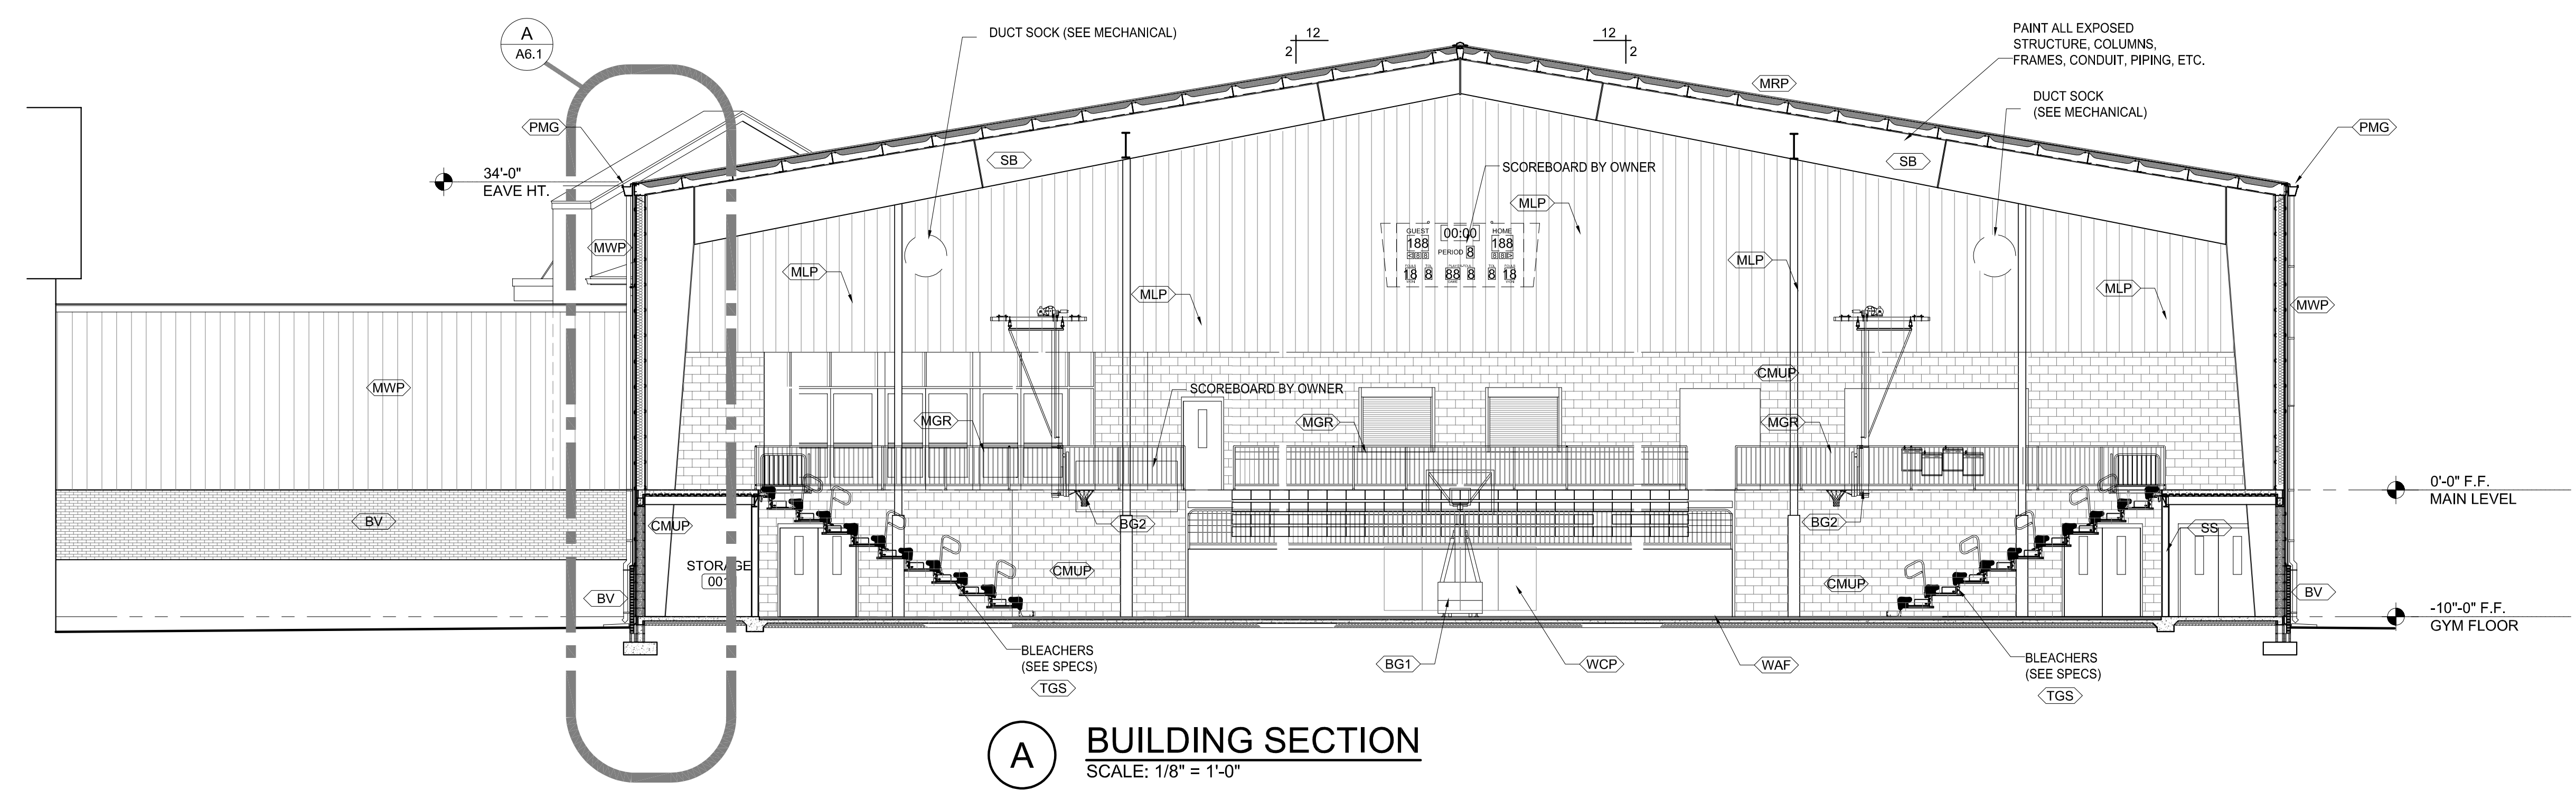 A
A6.1
DUCT SOCK (SEE MECHANICAL)
12
2
12
2
PAINT ALL EXPOSED
STRUCTURE, COLUMNS,
FRAMES, CONDUIT, PIPING, ETC.
MRP
DUCT SOCK
(SEE MECHANICAL)
PMG
PMG
SB
SB
34'-0"
EAVE HT.
SCOREBOARD BY OWNER
MLP
GUEST
00:00
HOME
188
188
PERIOD 8
88
88
18
8
88
8
8
18
MWP
MLP
MLP
MLP
MLP
MWP
MWP
CMUP
SCOREBOARD BY OWNER
MGR
MGR
MGR
0'-0" F.F.
MAIN LEVEL
BV
CMUP
BG2
BG2
SS
STORAGE
001
CMUP
CMUP
BV
BV
-10"-0" F.F.
GYM FLOOR
BLEACHERS
(SEE SPECS)
TGS
BG1
WCP
WAF
BLEACHERS
(SEE SPECS)
TGS
A
BUILDING SECTION
SCALE: 1/8" = 1'-0"